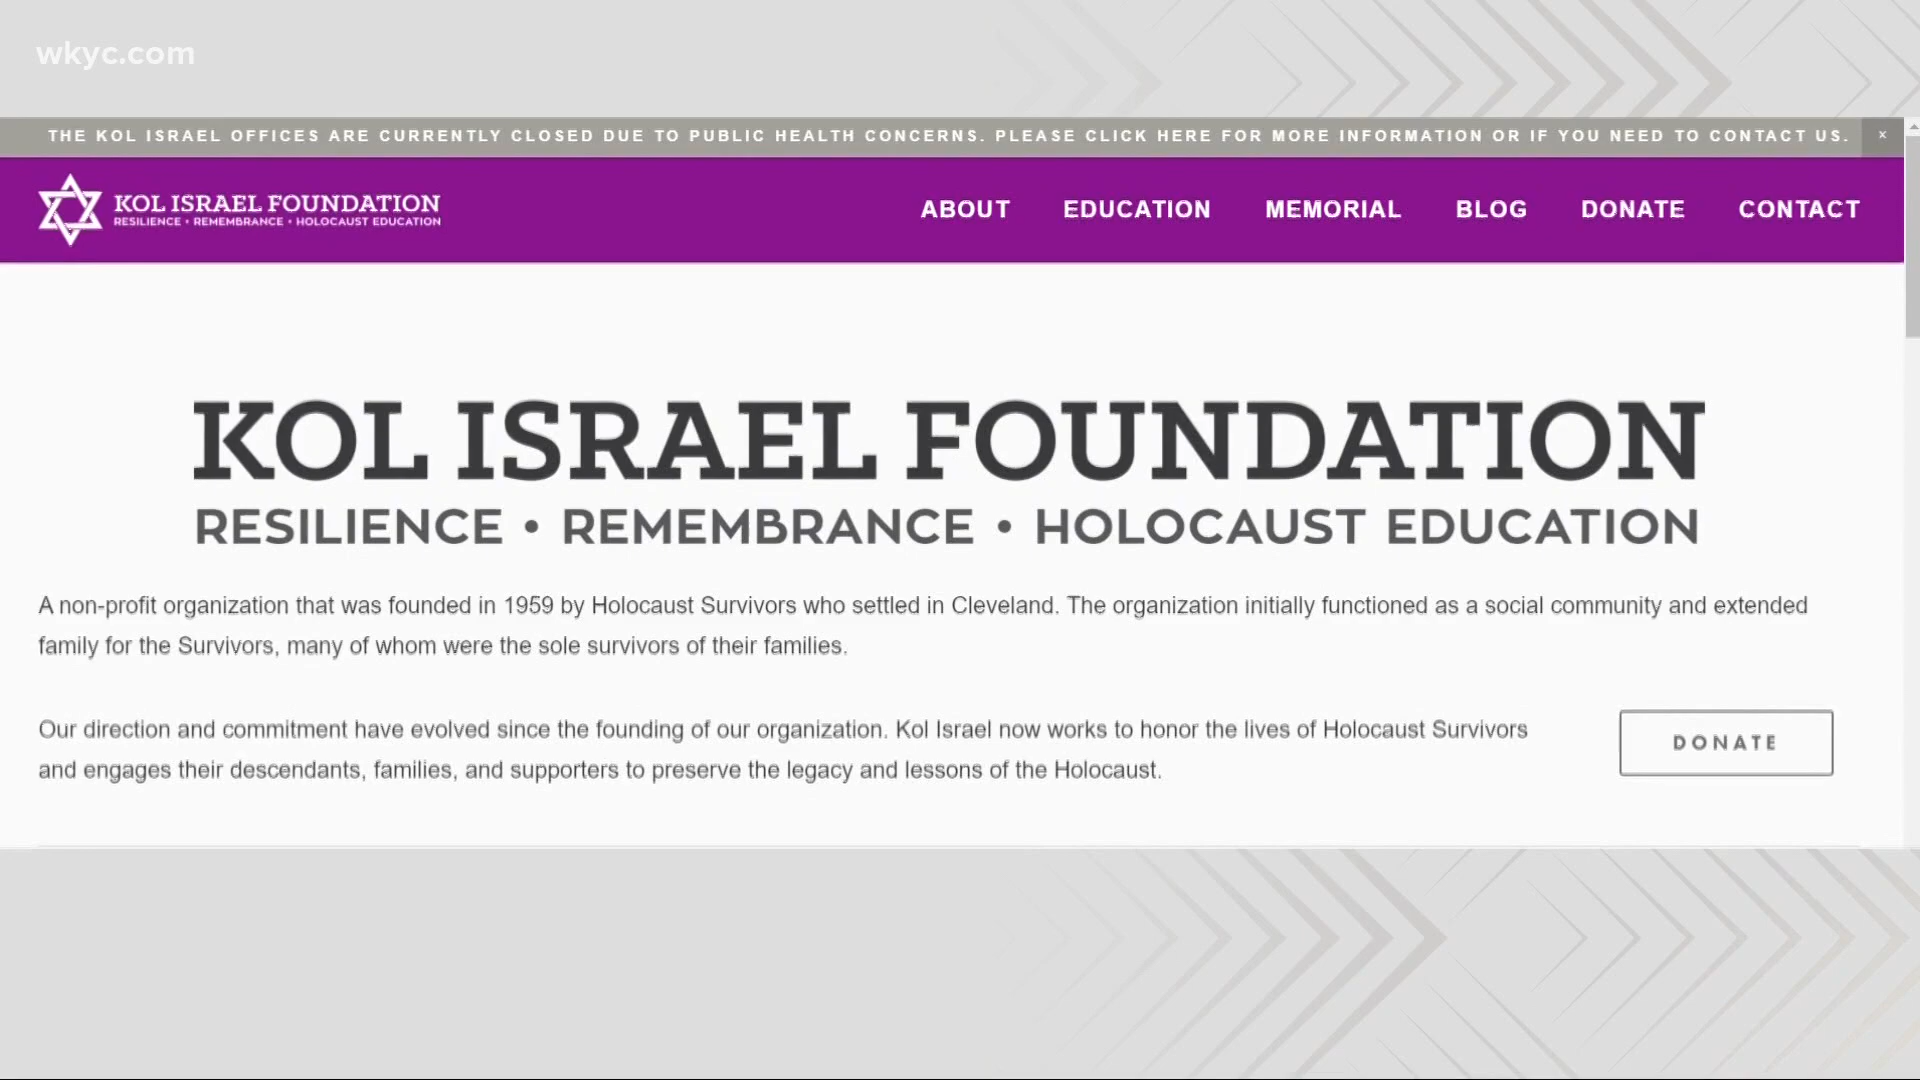 wkyc.com
THE KOL ISRAEL OFFICES ARE CURRENTLY CLOSED DUE TO PUBLIC HEALTH CONCERNS. PLEASE CLICK HERE FOR MORE INFORMATION OR IF YOU NEED TO CONTACT US. ×
KOL ISRAEL FOUNDATION
RESILIENCE • REMEMBRANCE • HOLOCAUST EDUCATION
ABOUT EDUCATION MEMORIAL BLOG DONATE CONTACT
KOL ISRAEL FOUNDATION
RESILIENCE • REMEMBRANCE • HOLOCAUST EDUCATION
A non-profit organization that was founded in 1959 by Holocaust Survivors who settled in Cleveland. The organization initially functioned as a social community and extended
family for the Survivors, many of whom were the sole survivors of their families.
Our direction and commitment have evolved since the founding of our organization. Kol Israel now works to honor the lives of Holocaust Survivors
and engages their descendants, families, and supporters to preserve the legacy and lessons of the Holocaust.
DONATE